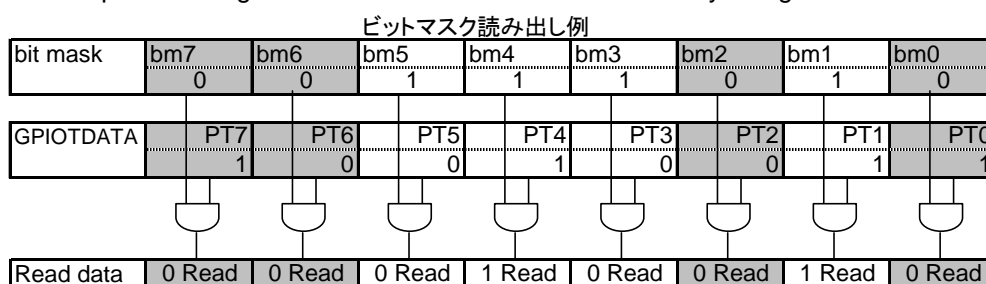 ビットマスク読み出し例
bit mask bm7 bm6 bm5 bm4 bm3 bm2 bm1 bm0
0 0 1 1 1 0 1 0
GPIOTDATA PT7 PT6 PT5 PT4 PT3 PT2 PT1 PT0
1 0 0 1 0 0 1 1
Read data 0 Read 0 Read 0 Read 1 Read 0 Read 0 Read 1 Read 0 Read